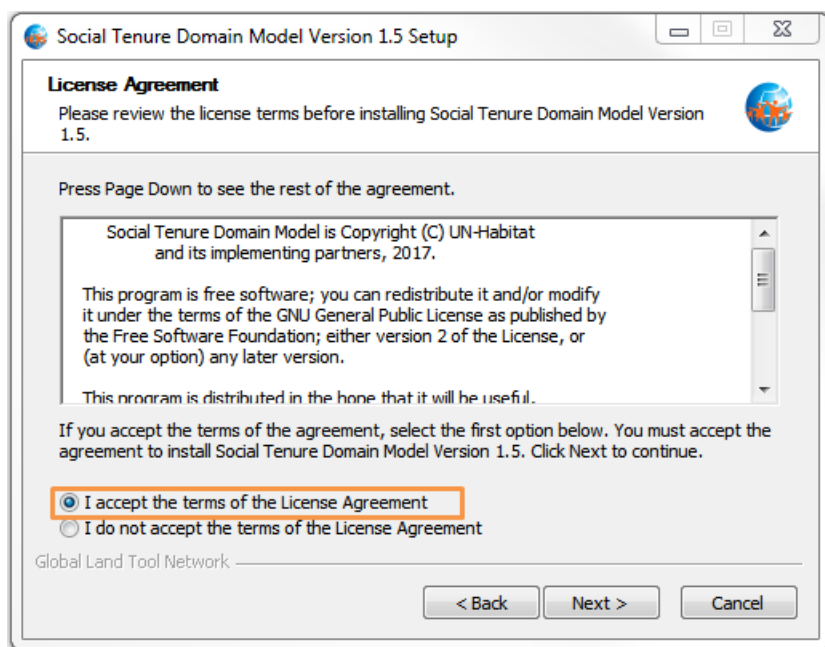 Social Tenure Domain Model Version 1.5 Setup
License Agreement
Please review the license terms before installing Social Tenure Domain Model Version
1.5.
Press Page Down to see the rest of the agreement.
Social Tenure Domain Model is Copyright (C) UN-Habitat
and its implementing partners, 2017.
This program is free software; you can redistribute it and/or modify
it under the terms of the GNU General Public License as published by
the Free Software Foundation; either version 2 of the License, or
(at your option) any later version.
This program is distributed in the hope that it will be useful,
If you accept the terms of the agreement, select the first option below. You must accept the
agreement to install Social Tenure Domain Model Version 1.5. Click Next to continue.
I accept the terms of the License Agreement
I do not accept the terms of the License Agreement
Global Land Tool Network
< Back Next > Cancel